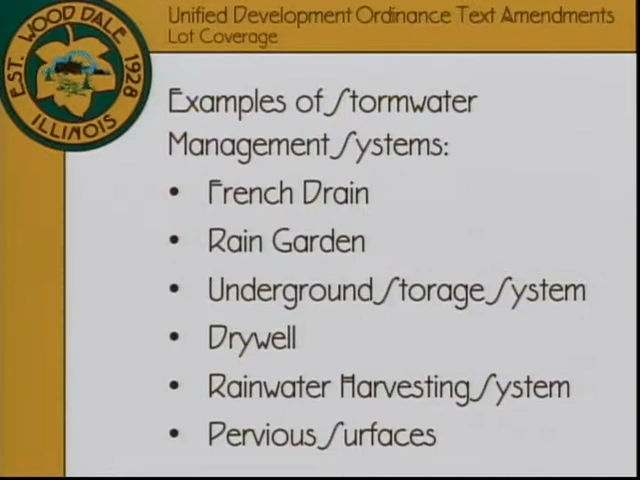 EST. WOOD DALE 1928
ILLINOIS
Unified Development Ordinance Text Amendments
Lot Coverage
Examples of Stormwater
Management Systems:
• French Drain
• Rain Garden
• Underground Storage System
• Drywell
• Rainwater Harvesting System
• Pervious Surfaces